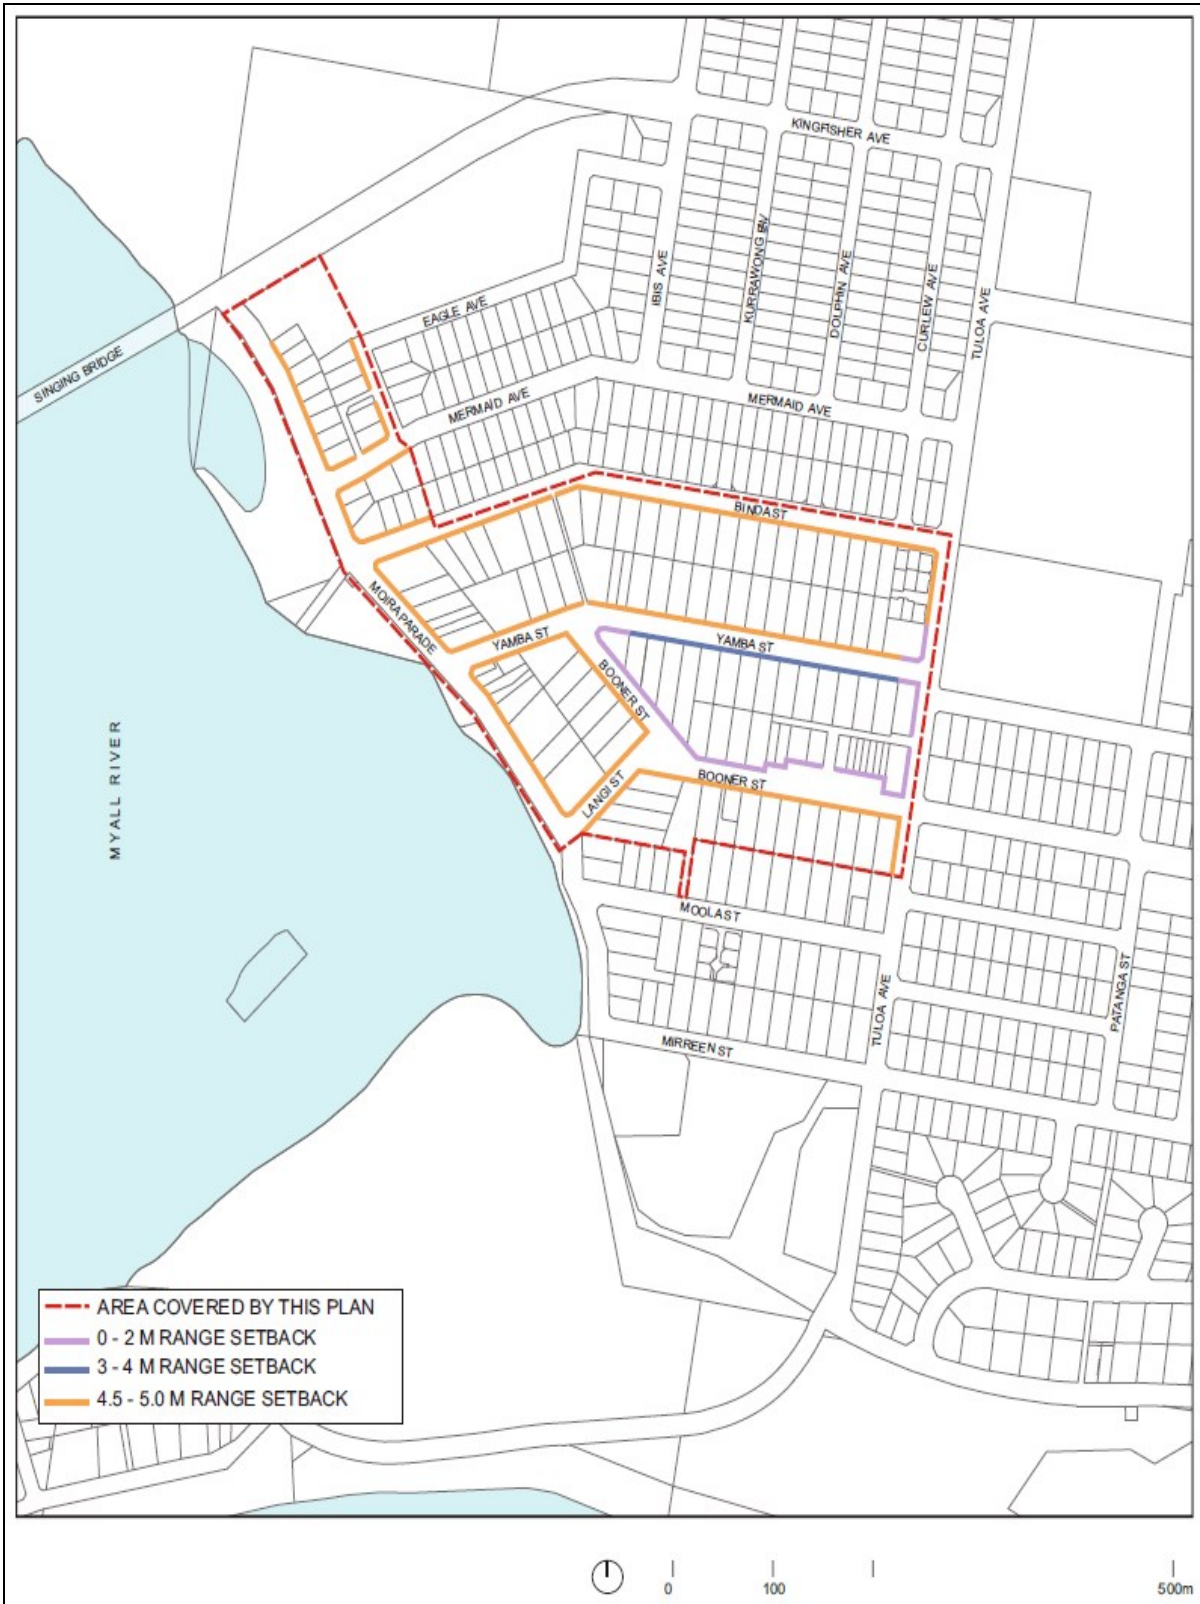 KINGFISHER AVE
IBIS AVE
DOLPHIN AVE
CURLEW AVE
TULOA AVE
EAGLE AVE
SINGING BRIDGE
MERMAID AVE
MERMAID AVE
BINDA ST
MOIRA PARADE
YAMBA ST
YAMBA ST
BOONER ST
MYALL RIVER
LANGI ST
BOONER ST
MOOLA ST
PATANGA ST
TULOA AVE
MIRREEN ST
AREA COVERED BY THIS PLAN
0 - 2 M RANGE SETBACK
3 - 4 M RANGE SETBACK
4.5 - 5.0 M RANGE SETBACK
0 100 500m